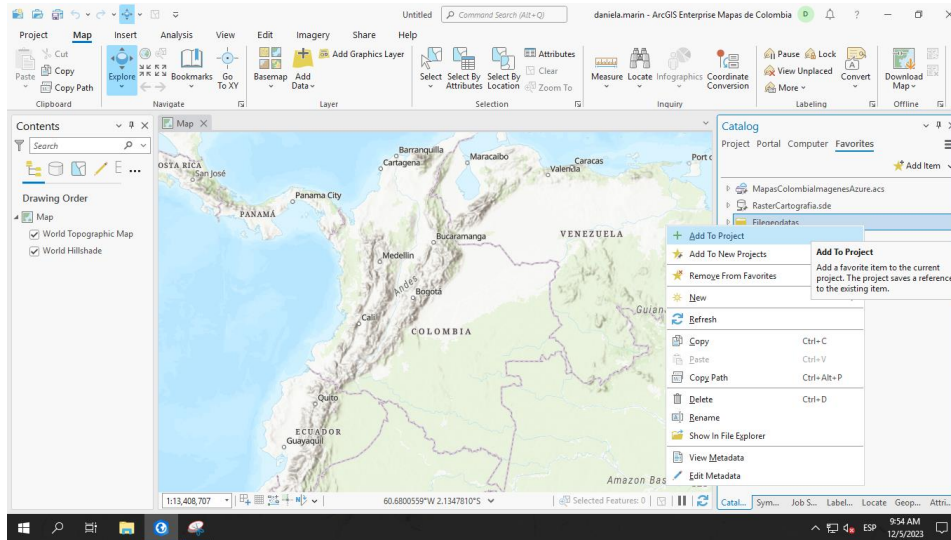 Untitled
Command Search (Alt+Q)
daniela.marin - ArcGIS Enterprise Mapas de Colombia
D
?
Project Map Insert Analysis View Edit Imagery Share Help
Paste
Cut
Copy
Copy Path
Clipboard
Explore
Bookmarks
Go To XY
Navigate
Basemap
Add Data
Add Graphics Layer
Layer
Select
Select By Attributes
Select By Location
Attributes
Clear
Zoom To
Selection
Measure
Locate
Infographics
Coordinate Conversion
Inquiry
Pause
Lock
View Unplaced
More
Convert
Labeling
Download Map
Offline
Contents
Search
Drawing Order
Map
World Topographic Map
World Hillshade
Map
Barranquilla
Cartagena
Maracaibo
Caracas
Valencia
Port
COSTA RICA
San José
Panama City
PANAMÁ
Bucaramanga
VENEZUELA
Medellin
Andes
Bogotá
Guian
Cali
COLOMBIA
Quito
ECUADOR
Guayaquil
Amazon Bas
1:13,408,707
60.6800559°W 2.1347810°S
Selected Features: 0
Catalog
Project Portal Computer Favorites
Add Item
MapasColombiaImagenesAzure.acs
RasterCartografia.sde
Filegeodatas
Add To Project
Add To New Projects
Remove From Favorites
New
Refresh
Copy Ctrl+C
Paste Ctrl+V
Copy Path Ctrl+Alt+P
Delete Ctrl+D
Rename
Show In File Explorer
View Metadata
Edit Metadata
Add To Project
Add a favorite item to the current
project. The project saves a reference
to the existing item.
Catal... Sym... Job S... Label... Locate Geop... Attri...
ESP
9:54 AM
12/5/2023